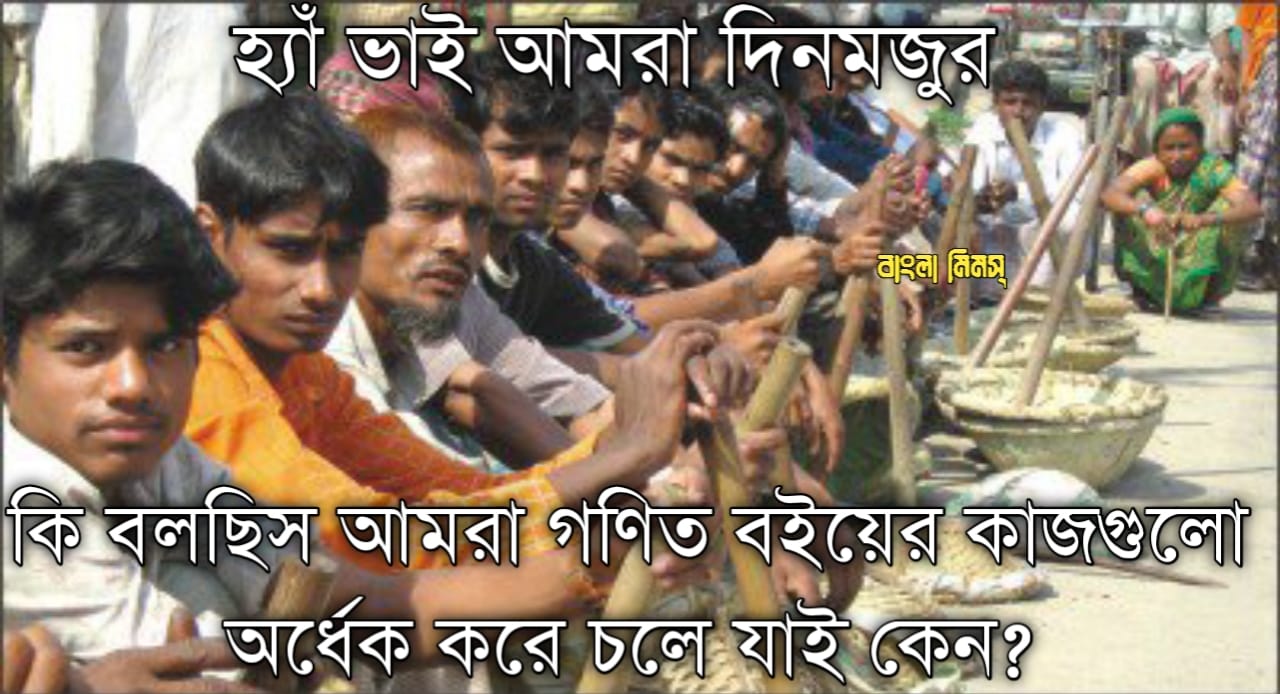 হ্যাঁ ভাই আমরা দিনমজুর
বাংলা মিমস্
কি বলছিস আমরা গণিত বইয়ের কাজগুলো
অর্ধেক করে চলে যাই কেন?